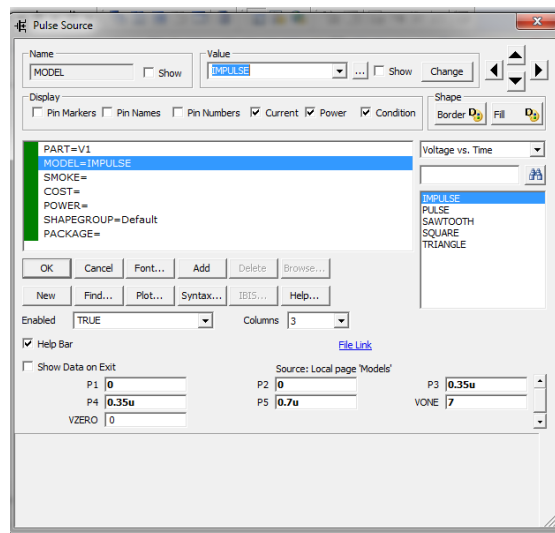 Pulse Source
Name
Value
MODEL
Show
IMPULSE
...
Show
Change
Display
Pin Markers
Pin Names
Pin Numbers
Current
Power
Condition
Shape
Border
Fill
PART=V1
MODEL=IMPULSE
SMOKE=
COST=
POWER=
SHAPEGROUP=Default
PACKAGE=
Voltage vs. Time
IMPULSE
PULSE
SAWTOOTH
SQUARE
TRIANGLE
OK
Cancel
Font...
Add
Delete
Browse...
New
Find...
Plot...
Syntax...
IBIS...
Help...
Enabled
TRUE
Columns
3
Help Bar
File Link
Show Data on Exit
Source: Local page 'Models'
P1 0
P2 0
P3 0.35u
P4 0.35u
P5 0.7u
VONE 7
VZERO 0